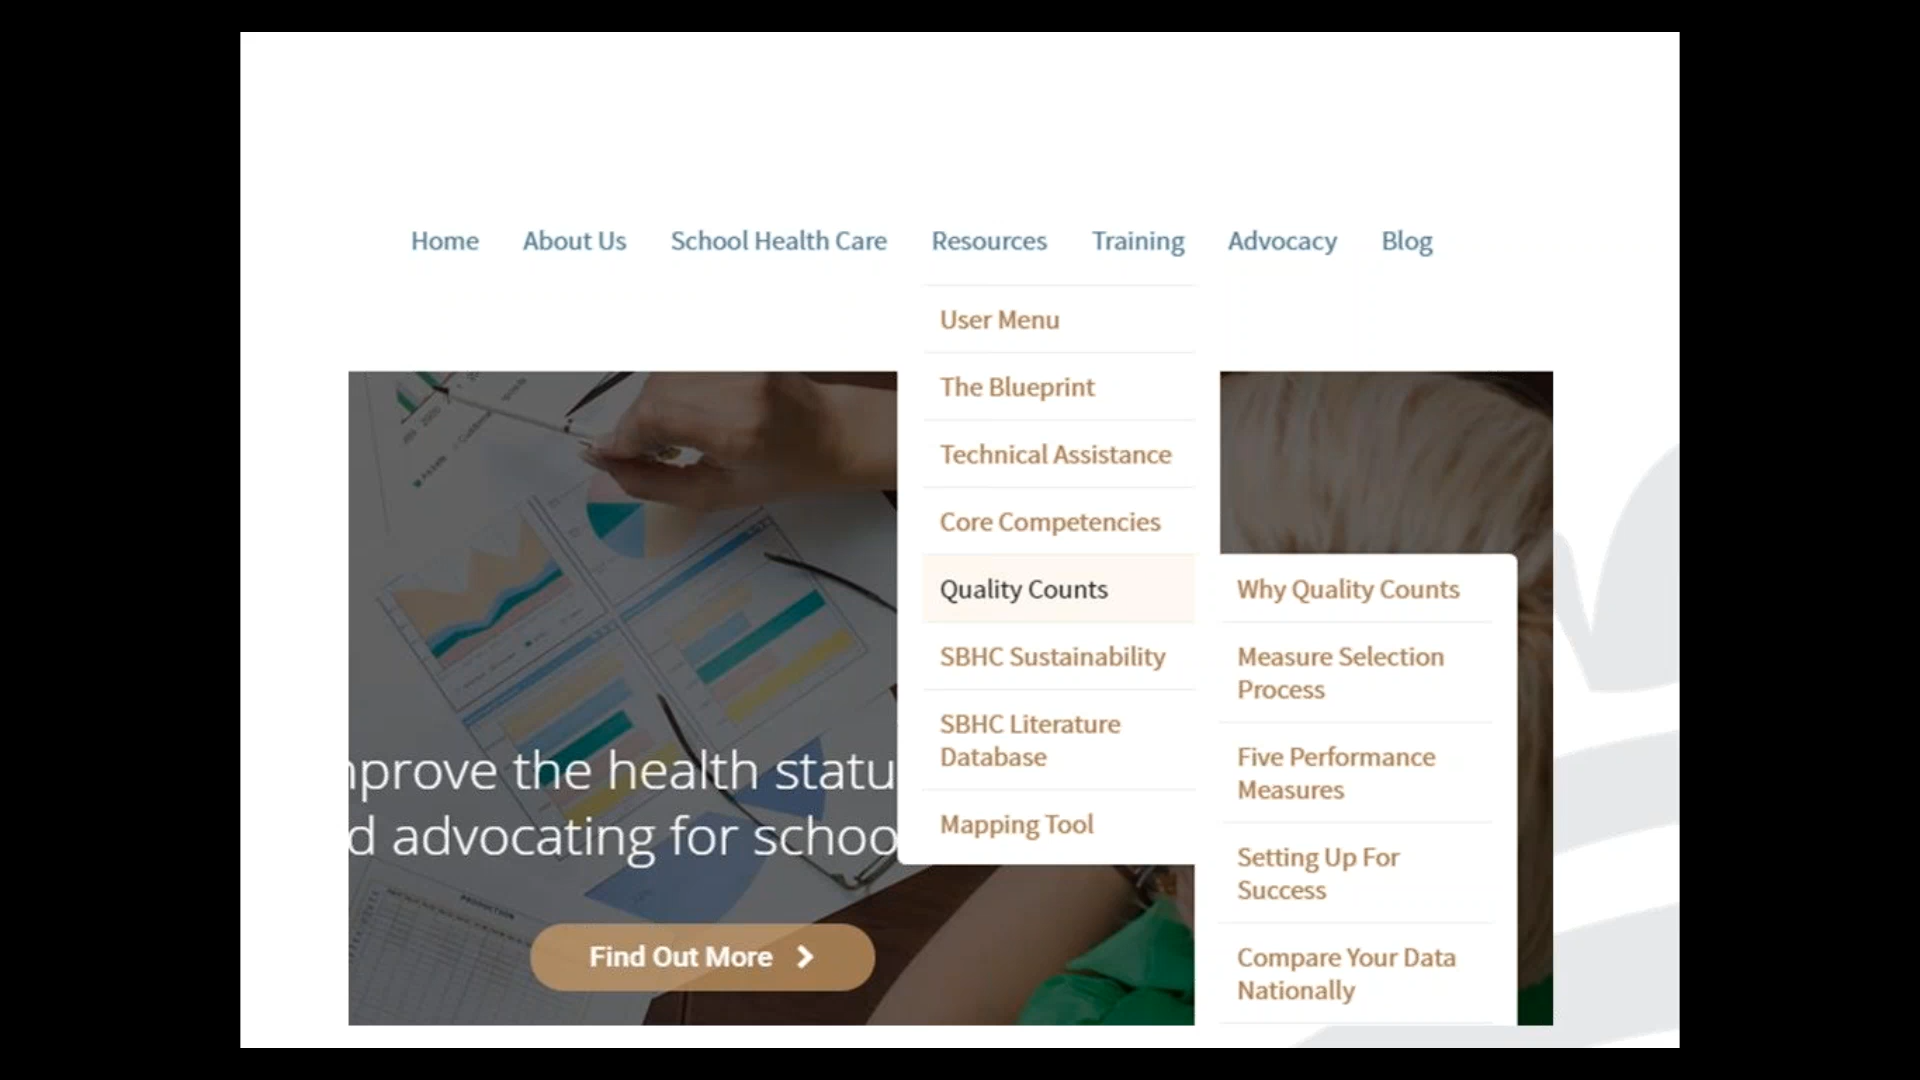 Home About Us School Health Care Resources Training Advocacy Blog
User Menu
The Blueprint
Technical Assistance
Core Competencies
Quality Counts
SBHC Sustainability
SBHC Literature
Database
Mapping Tool
Why Quality Counts
Measure Selection
Process
Five Performance
Measures
Setting Up For
Success
Compare Your Data
Nationally
prove the health statu
d advocating for schoo
Find Out More
PRODUCTION